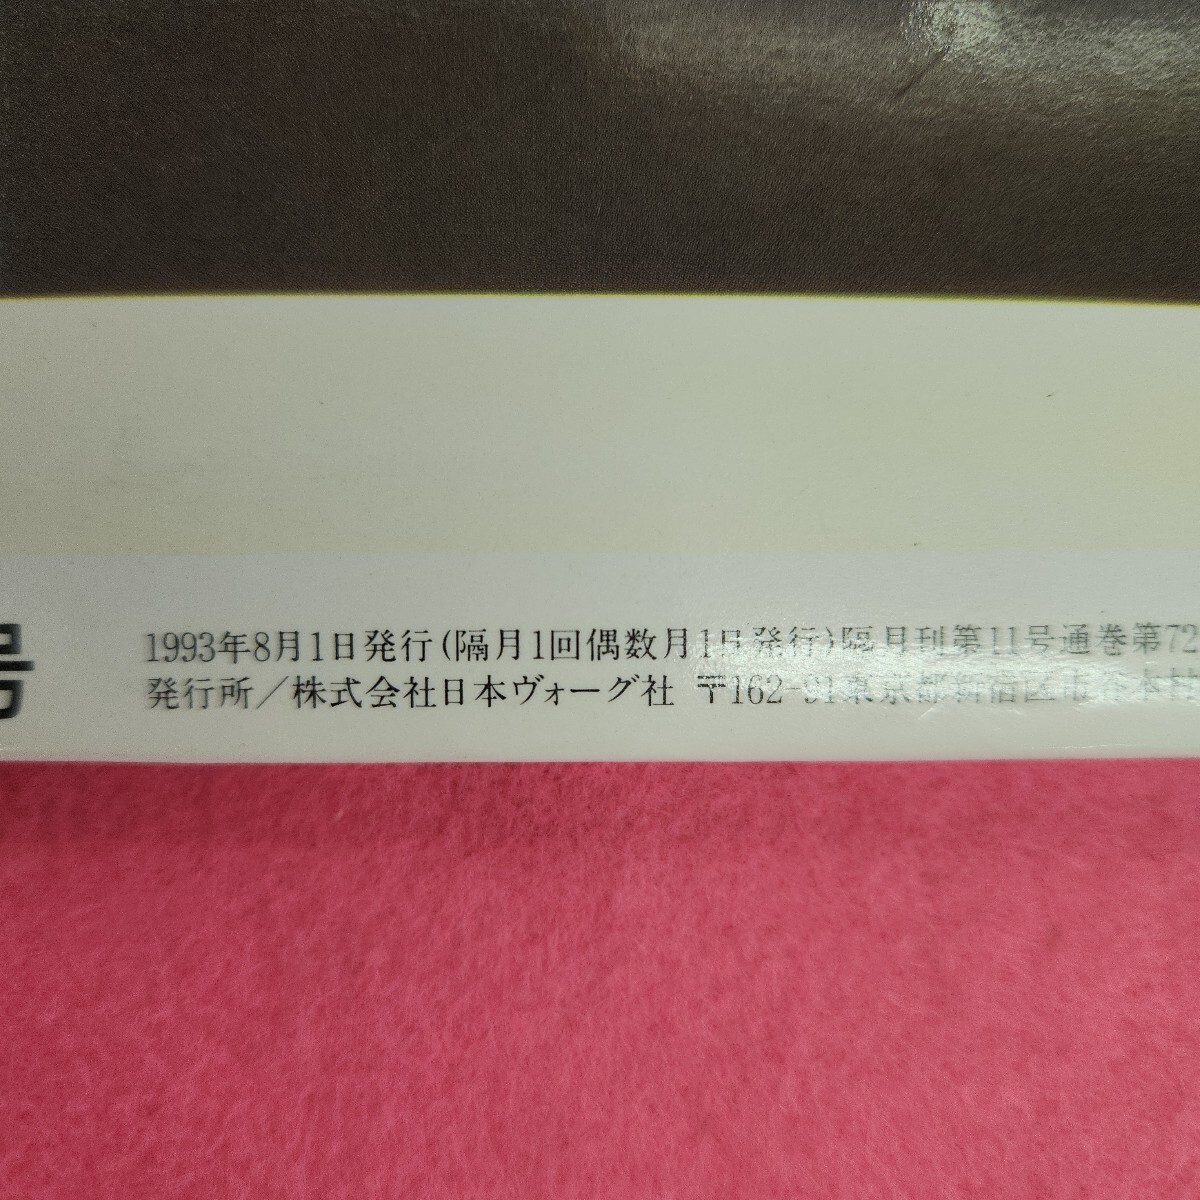 号
1993年8月1日発行(隔月1回偶数月1日発行)隔月刊第11号通巻第72
発行所／株式会社日本ヴォーグ社 〒162-91東京都新宿区市谷本村